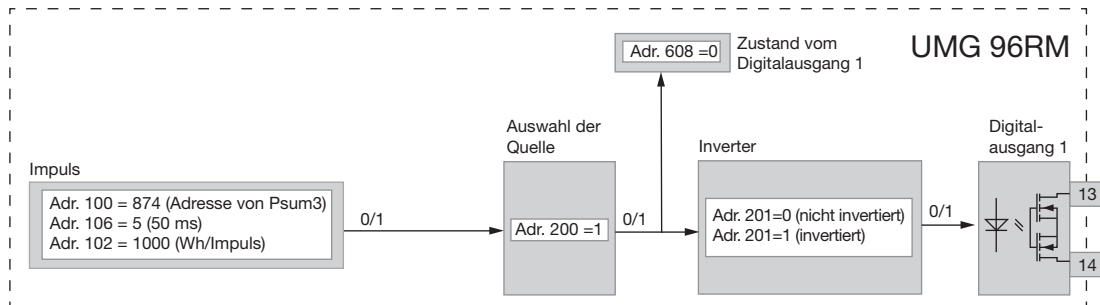 UMG 96RM
Adr. 608 =0
Zustand vom
Digitalausgang 1
Impuls
Adr. 100 = 874 (Adresse von Psum3)
Adr. 106 = 5 (50 ms)
Adr. 102 = 1000 (Wh/Impuls)
0/1
Auswahl der
Quelle
Adr. 200 =1
0/1
Inverter
Adr. 201=0 (nicht invertiert)
Adr. 201=1 (invertiert)
0/1
Digital-
ausgang 1
13
14